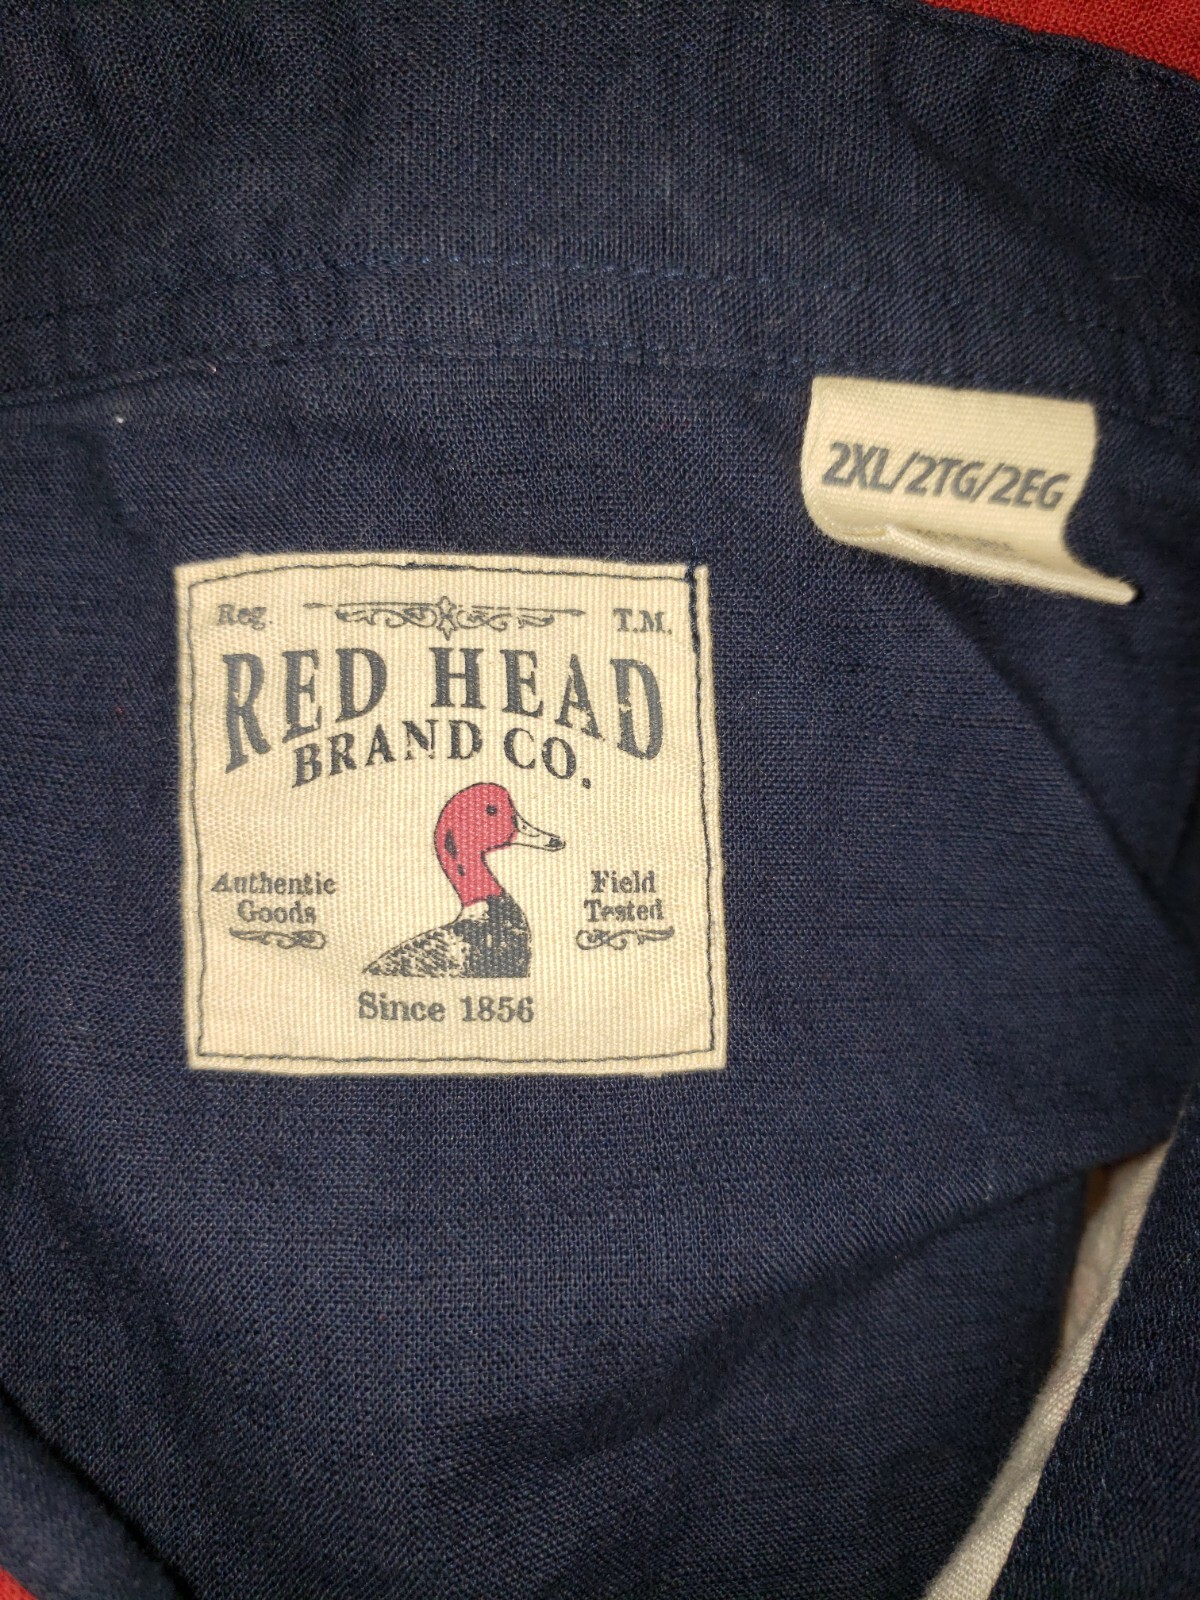 2XL/2TG/2EG
Reg. T.M.
RED HEAD
BRAND CO.
Authentic
Goods
Field
Tested
Since 1856